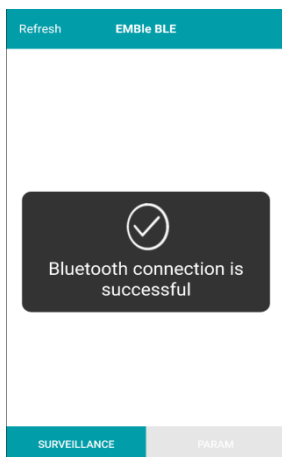 Refresh EMBle BLE
Bluetooth connection is
successful
SURVEILLANCE PARAM